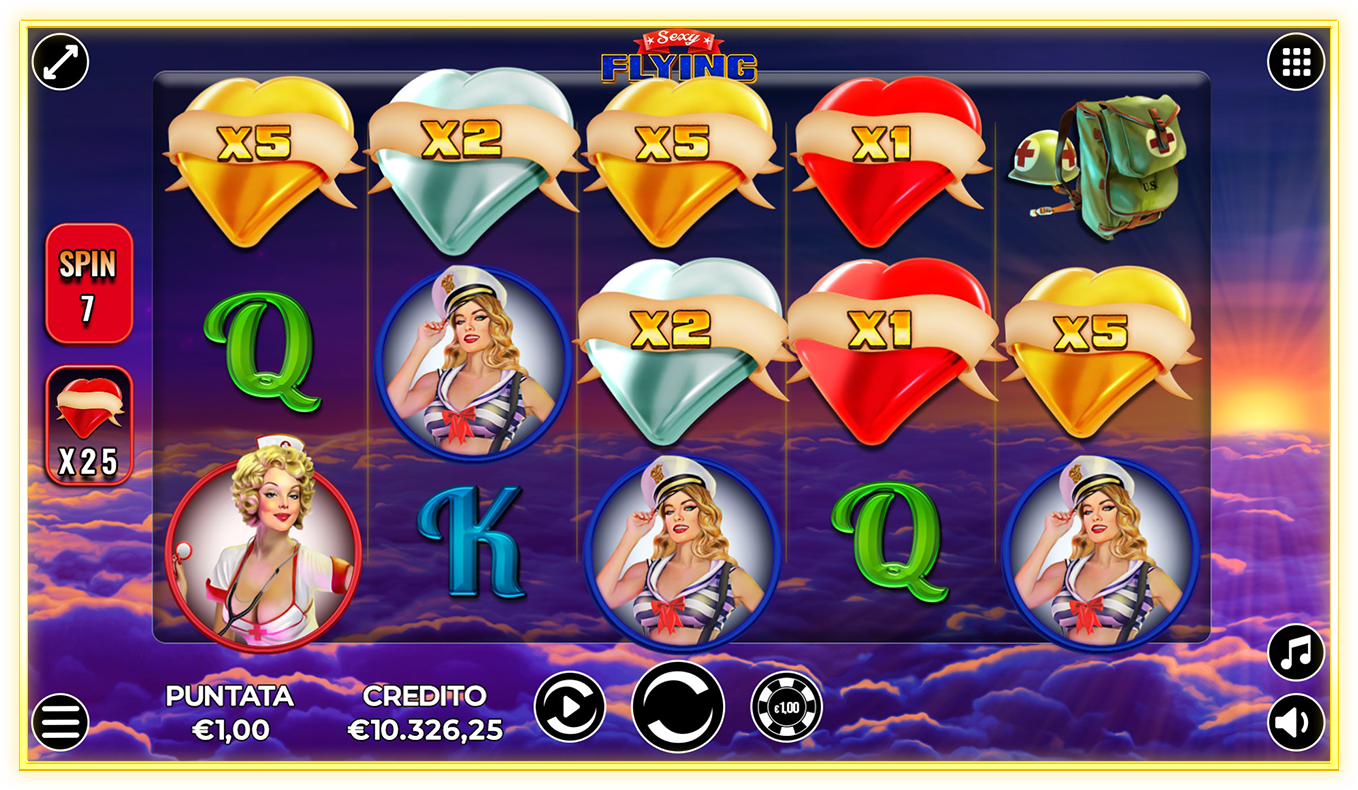 Sexy
FLYING
X5 X2 X5 X1
U.S.
SPIN
7
Q X2 X1 X5
X25
K Q
PUNTATA CREDITO
€1,00 €10.326,25 €1,00